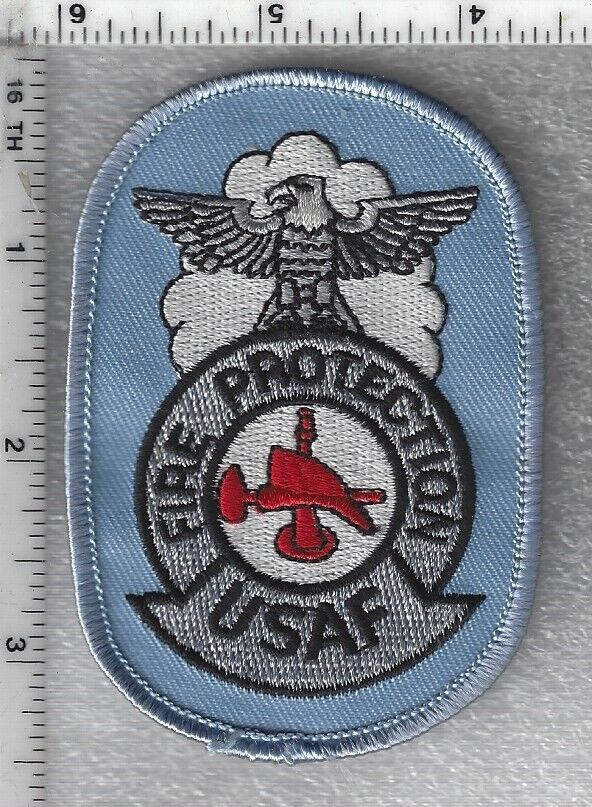 6 5 4
16 TH
1
2
3
FIRE PROTECTION
USAF